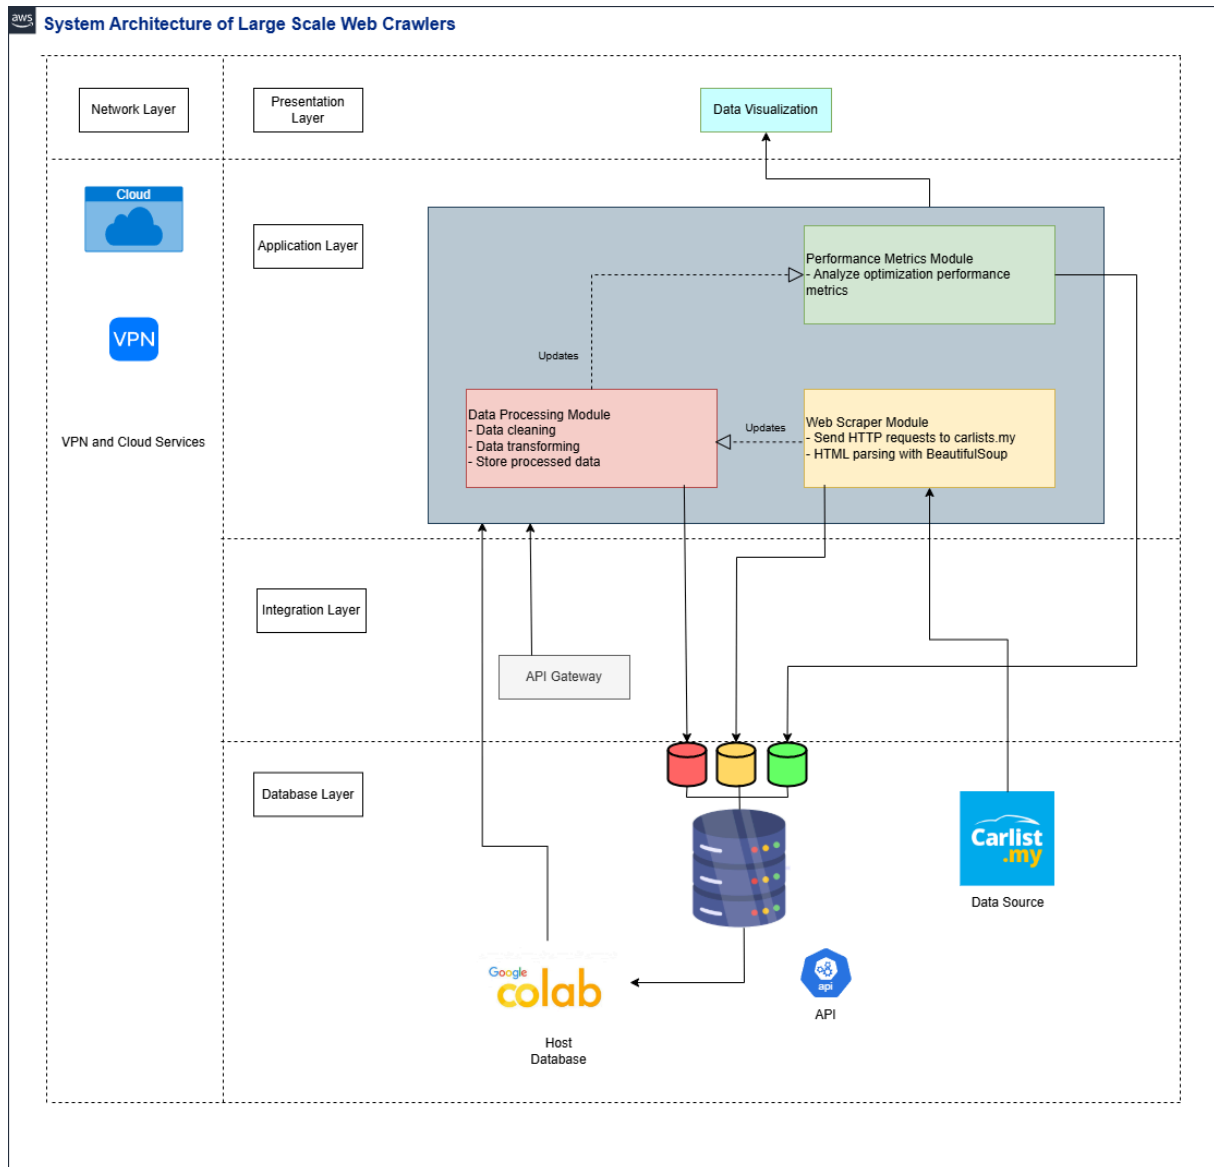 aws
System Architecture of Large Scale Web Crawlers
Network Layer
Presentation
Layer
Data Visualization
Cloud
VPN
VPN and Cloud Services
Application Layer
Performance Metrics Module
- Analyze optimization performance
metrics
Updates
Data Processing Module
- Data cleaning
- Data transforming
- Store processed data
Updates
Web Scraper Module
- Send HTTP requests to carlists.my
- HTML parsing with BeautifulSoup
Integration Layer
API Gateway
Database Layer
Carlist
.my
Data Source
Google
colab
Host
Database
api
API